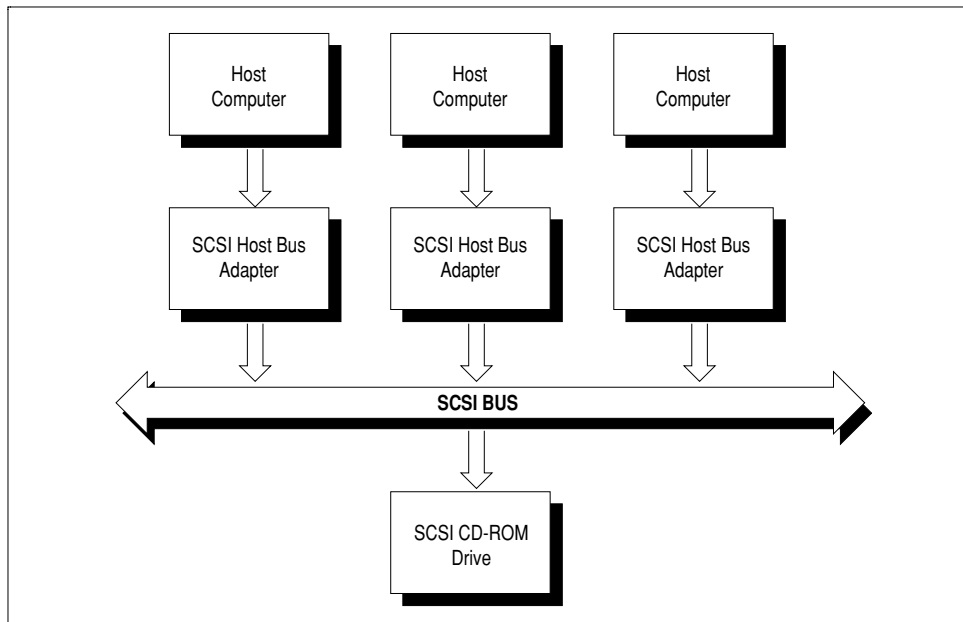 Host
Computer
Host
Computer
Host
Computer
SCSI Host Bus
Adapter
SCSI Host Bus
Adapter
SCSI Host Bus
Adapter
SCSI BUS
SCSI CD-ROM
Drive